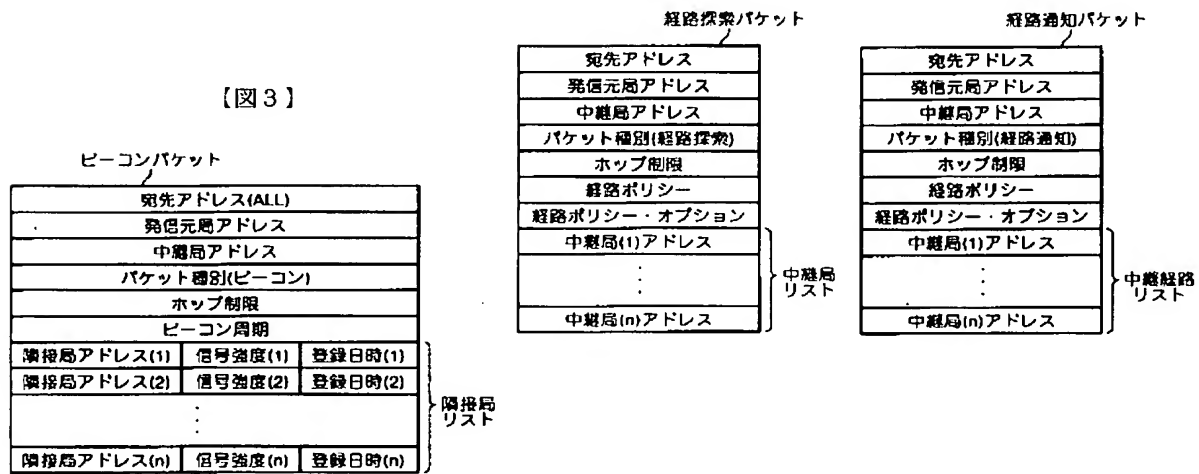 【図3】
ビーコンパケット
宛先アドレス(ALL)
発信元局アドレス
中継局アドレス
パケット種別(ビーコン)
ホップ制限
ビーコン周期
隣接局アドレス(1) 信号強度(1) 登録日時(1)
隣接局アドレス(2) 信号強度(2) 登録日時(2)
⋮
隣接局アドレス(n) 信号強度(n) 登録日時(n)
隣接局
リスト
経路探索パケット
宛先アドレス
発信元局アドレス
中継局アドレス
パケット種別(経路探索)
ホップ制限
経路ポリシー
経路ポリシー・オプション
中継局(1)アドレス
⋮
中継局(n)アドレス
中継局
リスト
経路通知パケット
宛先アドレス
発信元局アドレス
中継局アドレス
パケット種別(経路通知)
ホップ制限
経路ポリシー
経路ポリシー・オプション
中継局(1)アドレス
⋮
中継局(n)アドレス
中継経路
リスト